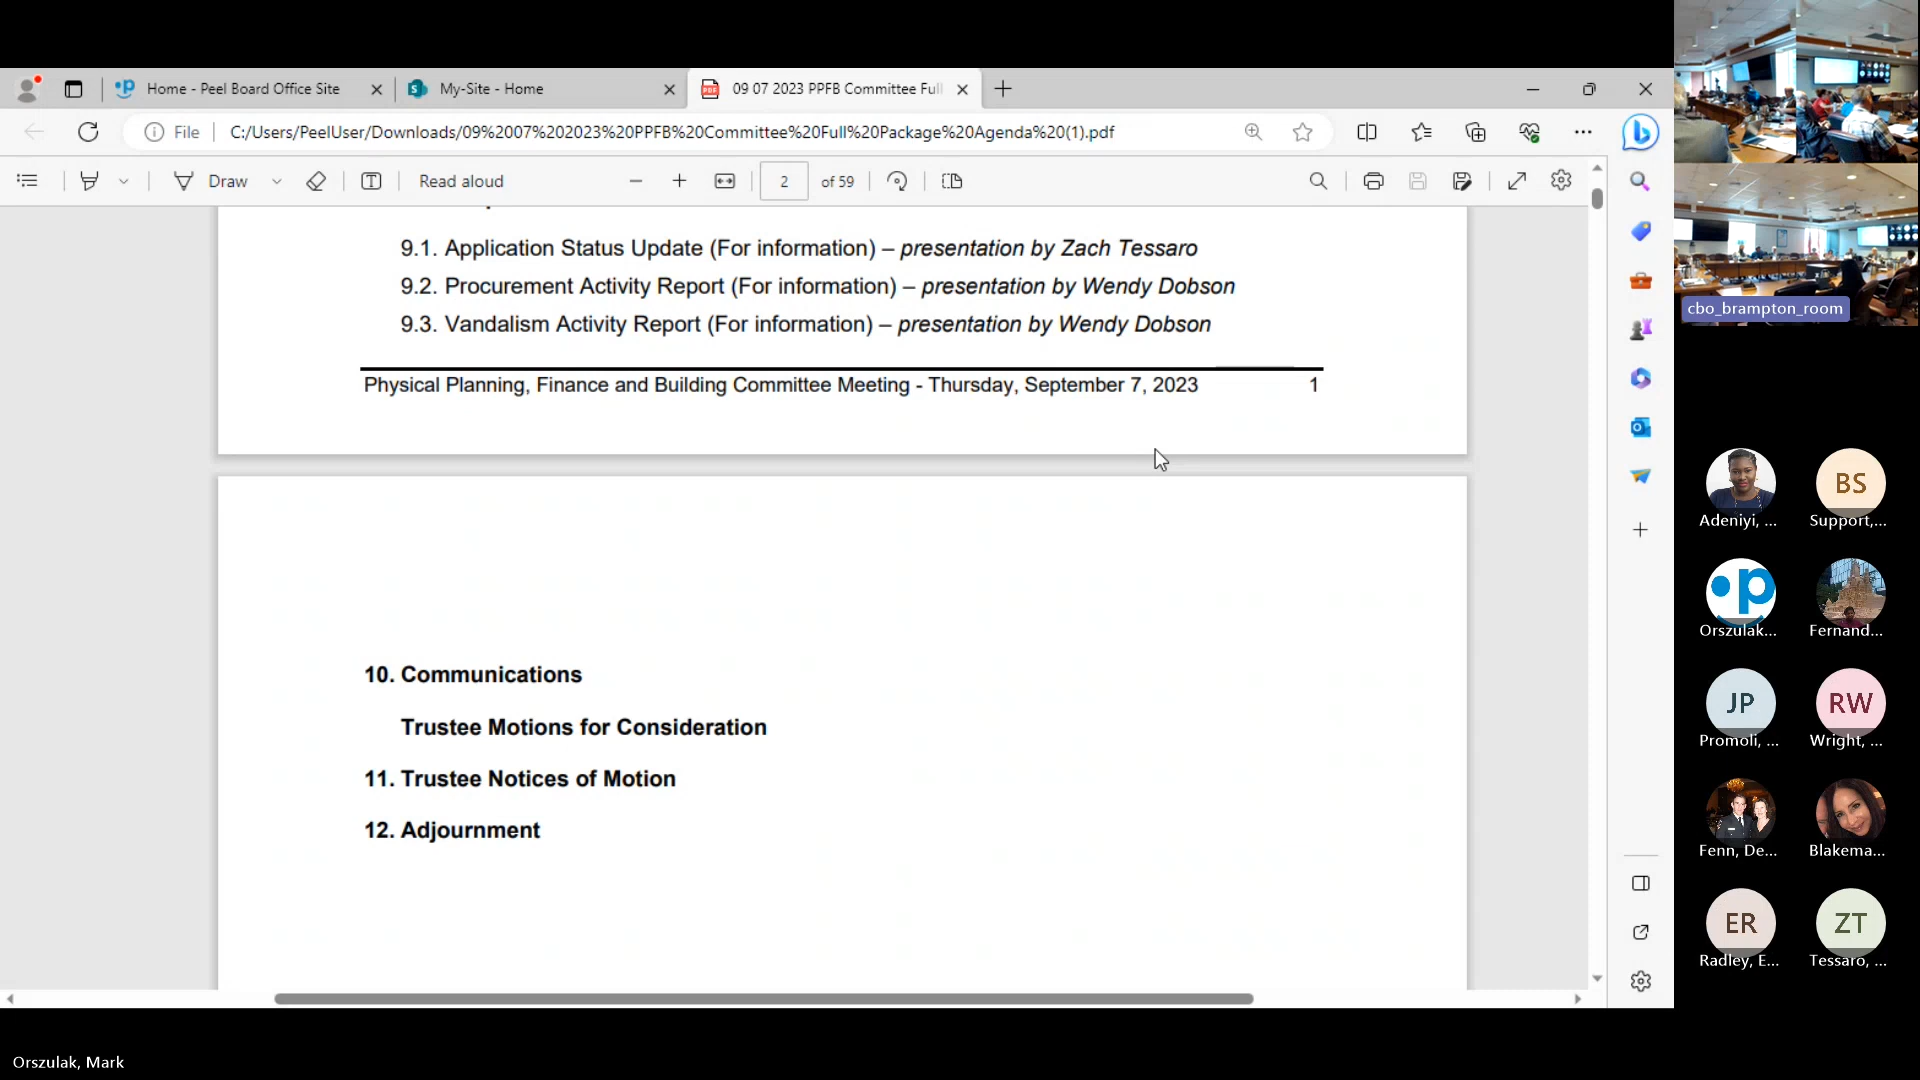 Home - Peel Board Office Site
My-Site - Home
09 07 2023 PPFB Committee Full
File
C:/Users/PeelUser/Downloads/09%2007%202023%20PPFB%20Committee%20Full%20Package%20Agenda%20(1).pdf
Draw
Read aloud
2
of 59
9.1. Application Status Update (For information) – presentation by Zach Tessaro
9.2. Procurement Activity Report (For information) – presentation by Wendy Dobson
9.3. Vandalism Activity Report (For information) – presentation by Wendy Dobson
Physical Planning, Finance and Building Committee Meeting - Thursday, September 7, 2023 1
10. Communications
Trustee Motions for Consideration
11. Trustee Notices of Motion
12. Adjournment
cbo_brampton_room
Adeniyi, ...
BS
Support,...
Orszulak...
Fernand...
JP
Promoli, ...
RW
Wright, ...
Fenn, De...
Blakema...
ER
Radley, E...
ZT
Tessaro, ...
Orszulak, Mark